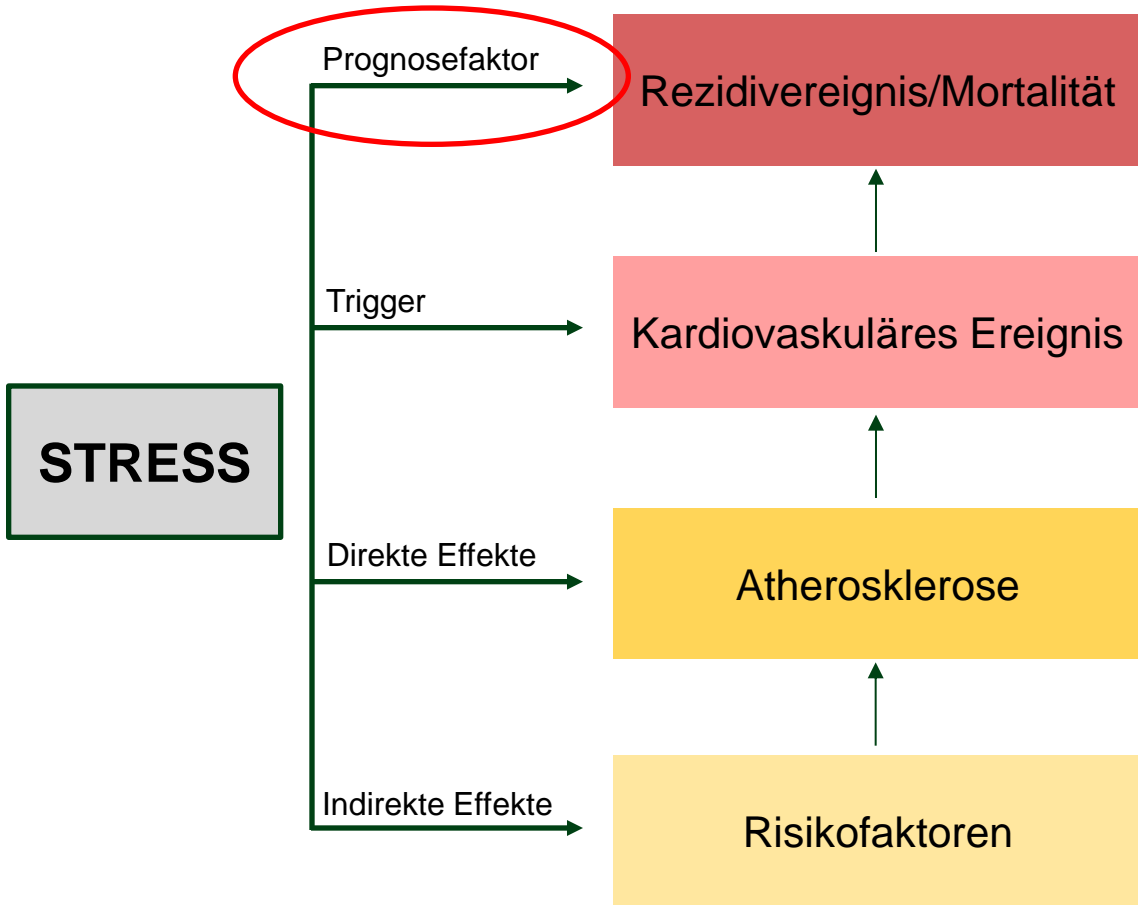 Prognosefaktor
Rezidivereignis/Mortalität
Trigger
Kardiovaskuläres Ereignis
STRESS
Direkte Effekte
Atherosklerose
Indirekte Effekte
Risikofaktoren